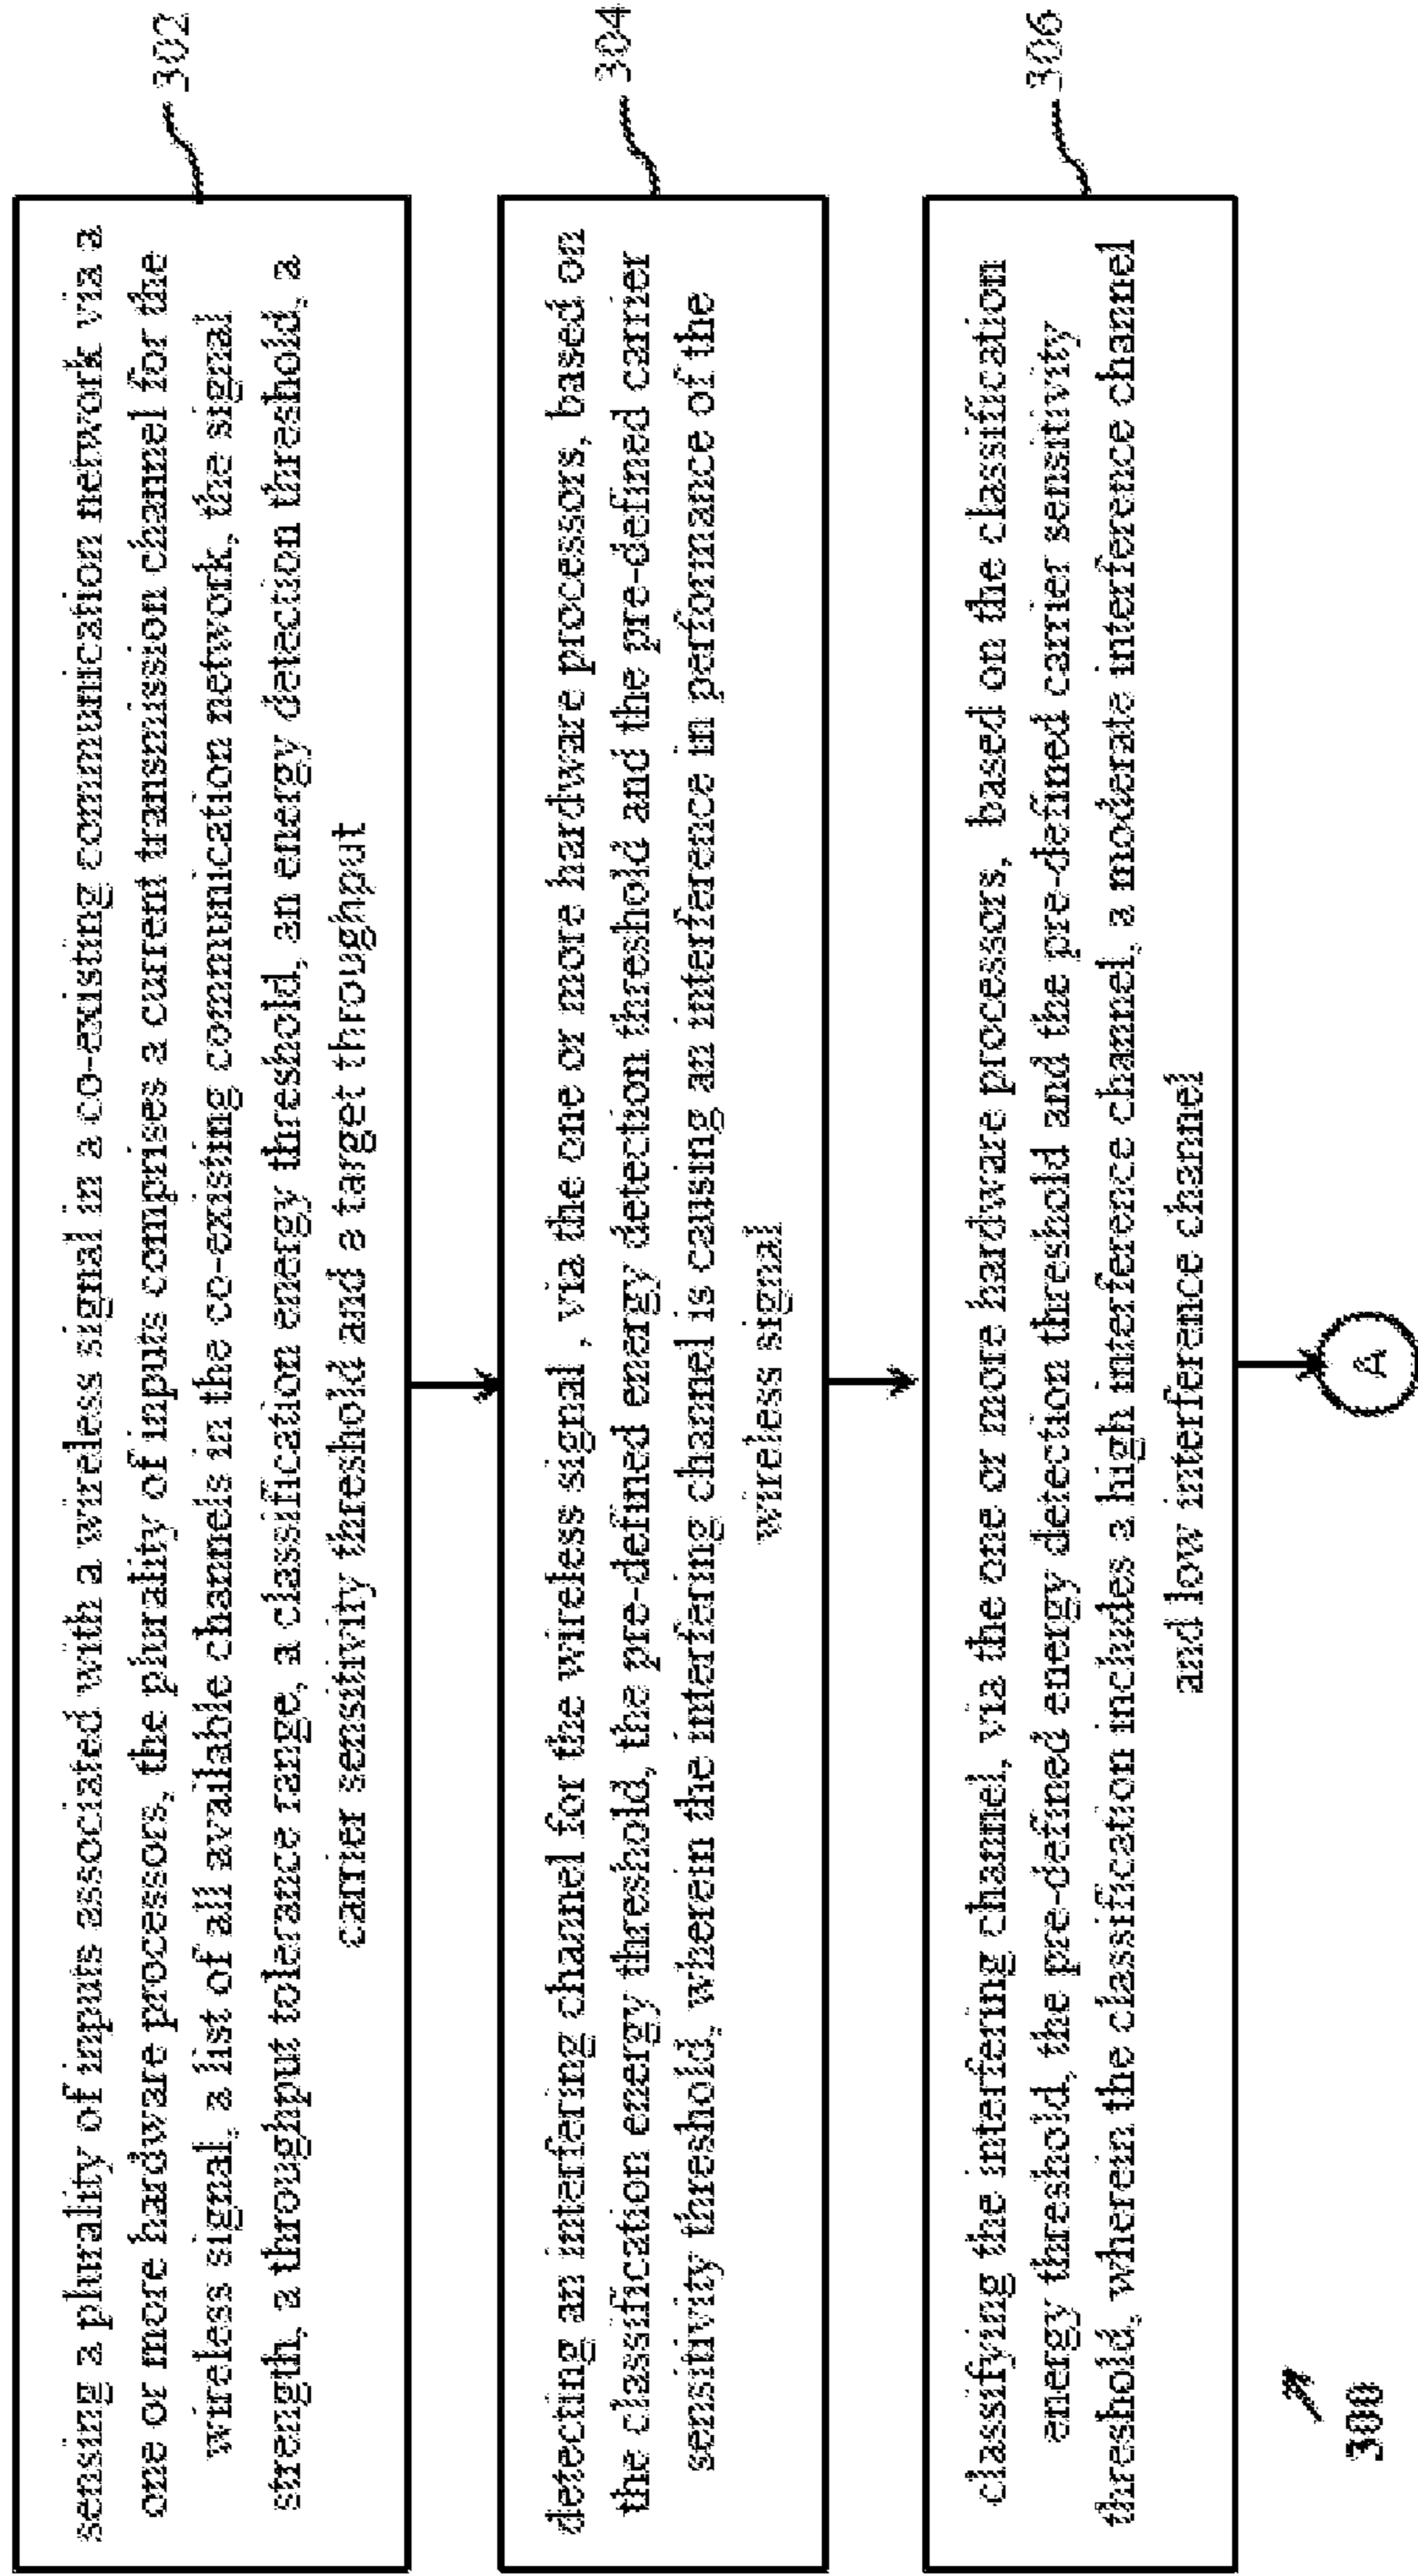 sensing a plurality of inputs associated with a wireless signal in a co-existing communication network via a
one or more hardware processors, the plurality of inputs comprises a current transmission channel for the
wireless signal, a list of all available channels in the co-existing communication network, the signal
strength, a throughput tolerance range, a classification energy threshold, an energy detection threshold, a
carrier sensitivity threshold and a target throughput
302
detecting an interfering channel for the wireless signal , via the one or more hardware processors, based on
the classification energy threshold, the pre-defined energy detection threshold and the pre-defined carrier
sensitivity threshold, wherein the interfering channel is causing an interference in performance of the
wireless signal
304
classifying the interfering channel, via the one or more hardware processors, based on the classification
energy threshold, the pre-defined energy detection threshold and the pre-defined carrier sensitivity
threshold, wherein the classification includes a high interference channel, a moderate interference channel
and low interference channel
306
A
300